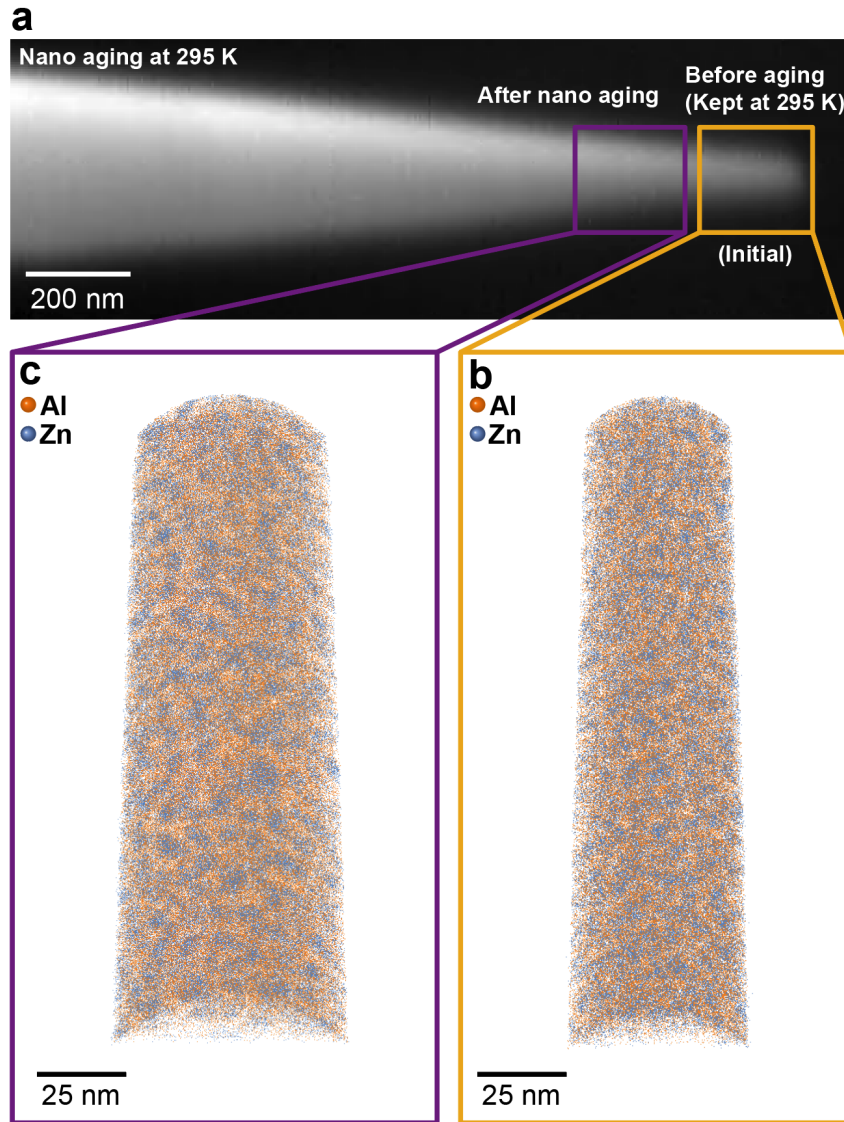 a
Nano aging at 295 K
After nano aging
Before aging
(Kept at 295 K)
(Initial)
200 nm
c
Al
Zn
25 nm
b
Al
Zn
25 nm